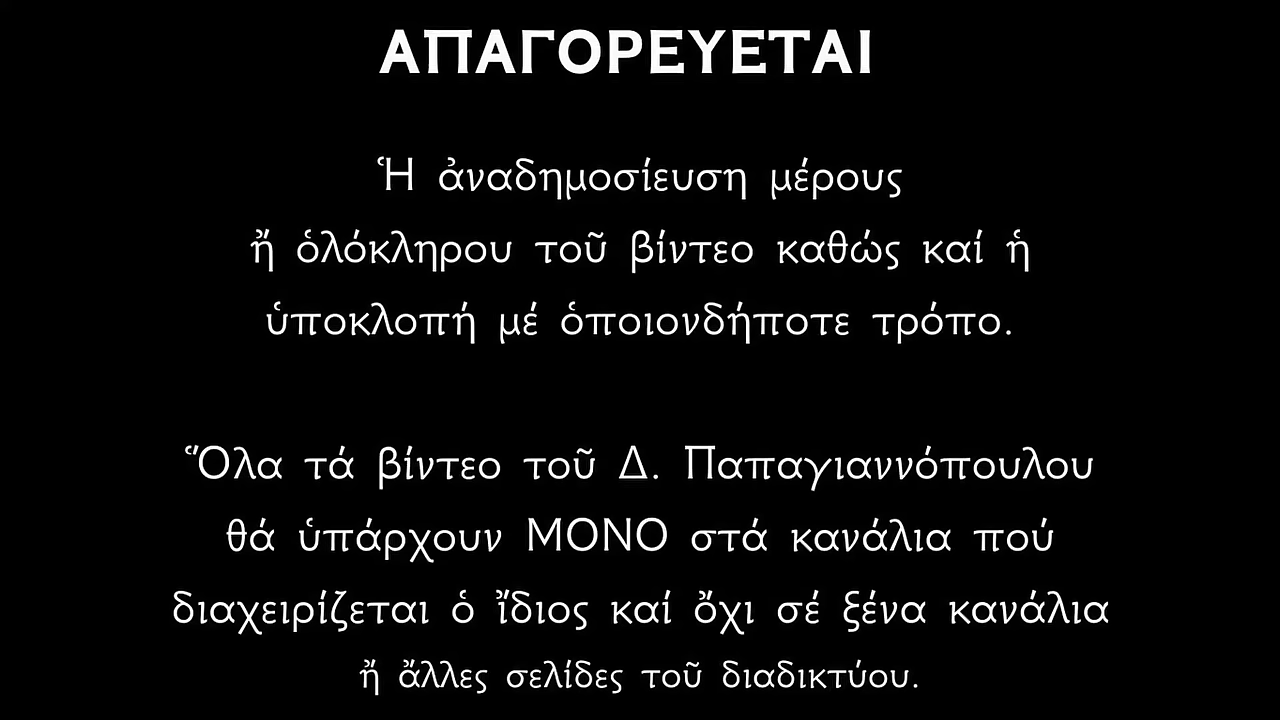 ΑΠΑΓΟΡΕΥΕΤΑΙ
Ἡ ἀναδημοσίευση μέρους
ἤ ὁλόκληρου τοῦ βίντεο καθώς καί ἡ
ὑποκλοπή μέ ὁποιονδήποτε τρόπο.
Ὅλα τά βίντεο τοῦ Δ. Παπαγιαννόπουλου
θά ὑπάρχουν ΜΟΝΟ στά κανάλια πού
διαχειρίζεται ὁ ἴδιος καί ὄχι σέ ξένα κανάλια
ἤ ἄλλες σελίδες τοῦ διαδικτύου.